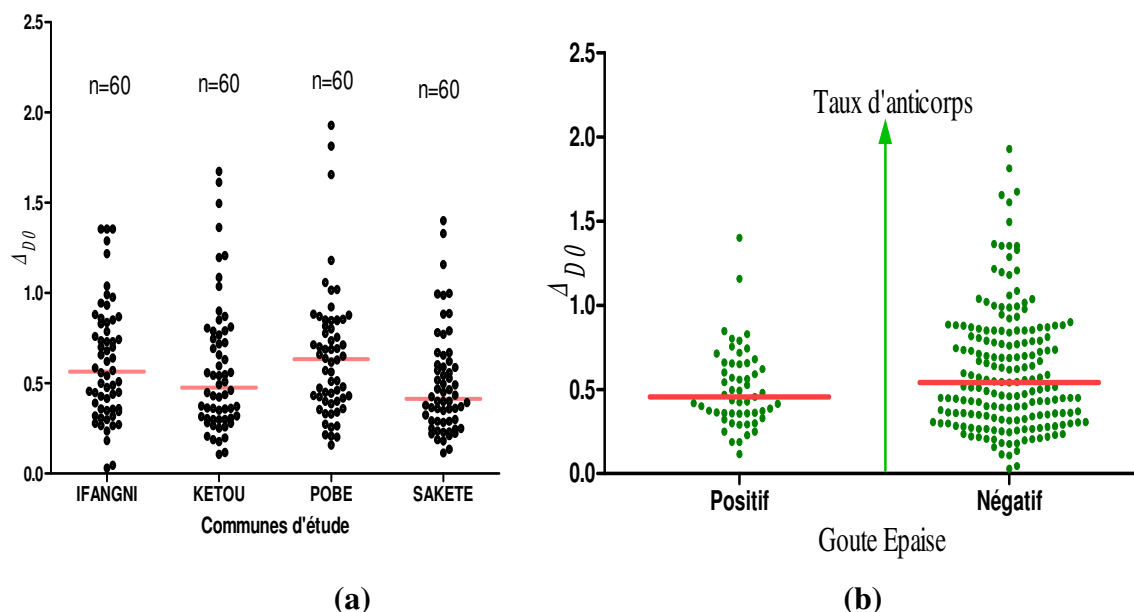 2.5
2.0
1.5
1.0
0.5
0.0
Δ D0
n=60 n=60 n=60 n=60
IFANGNI KETOU POBE SAKETE
Communes d'étude
(a)
2.5
2.0
1.5
1.0
0.5
0.0
Δ D0
Taux d'anticorps
Positif Négatif
Goute Epaise
(b)